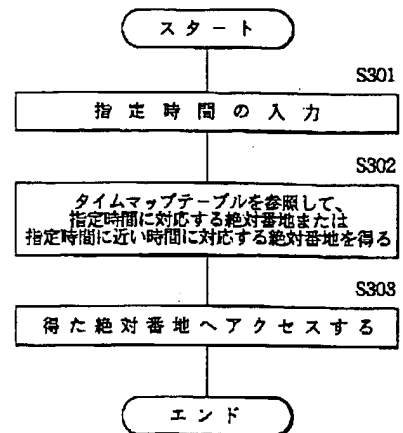 スタート
S301
指定時間の入力
S302
タイムマップテーブルを参照して、
指定時間に対応する絶対番地または
指定時間に近い時間に対応する絶対番地を得る
S303
得た絶対番地へアクセスする
エンド